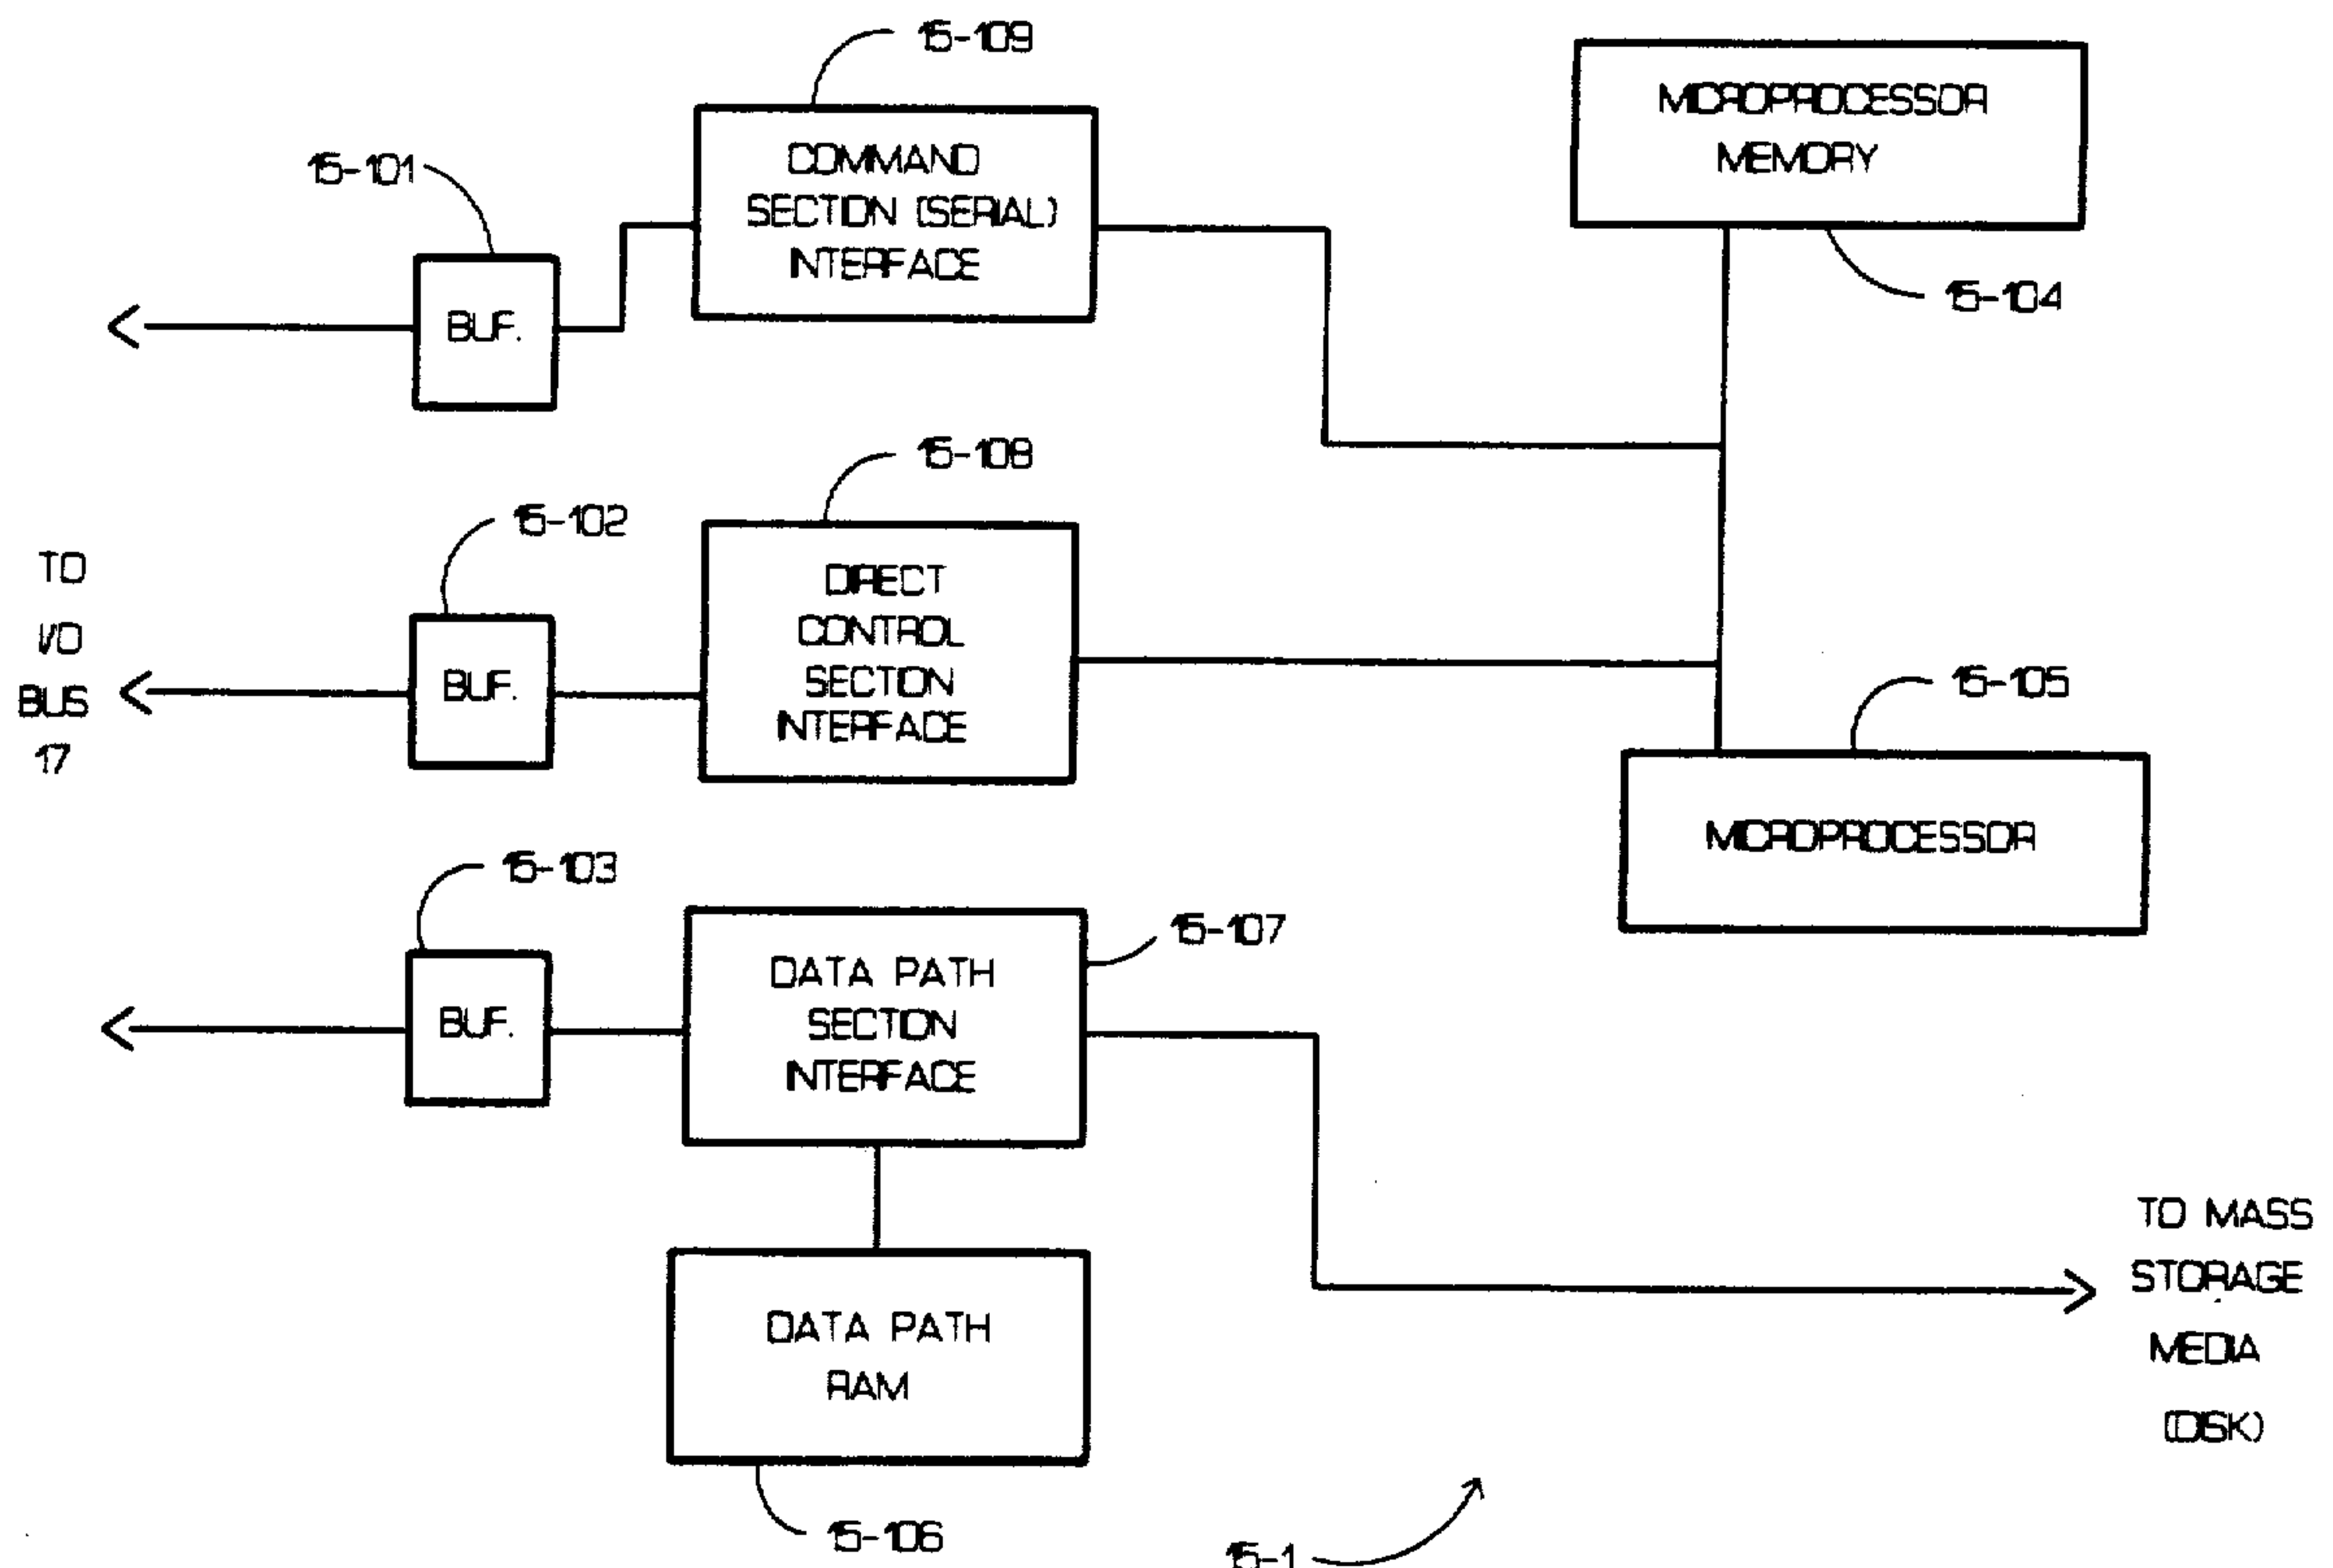 15-109
COMMAND
SECTION (SERIAL)
INTERFACE
MICROPROCESSOR
MEMORY
15-104
15-101
BUF.
15-108
DIRECT
CONTROL
SECTION
INTERFACE
15-102
BUF.
TO
I/O
BUS
17
15-105
MICROPROCESSOR
15-103
BUF.
15-107
DATA PATH
SECTION
INTERFACE
DATA PATH
RAM
15-106
TO MASS
STORAGE
MEDIA
(DISK)
15-1